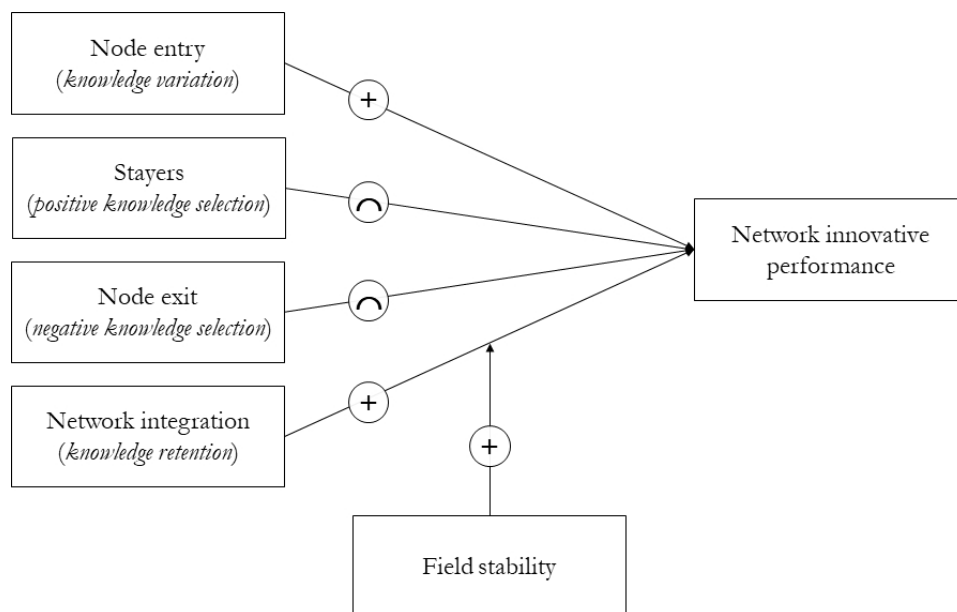 Node entry
(knowledge variation)
+
Stayers
(positive knowledge selection)
Node exit
(negative knowledge selection)
Network integration
(knowledge retention)
+
Network innovative
performance
+
Field stability